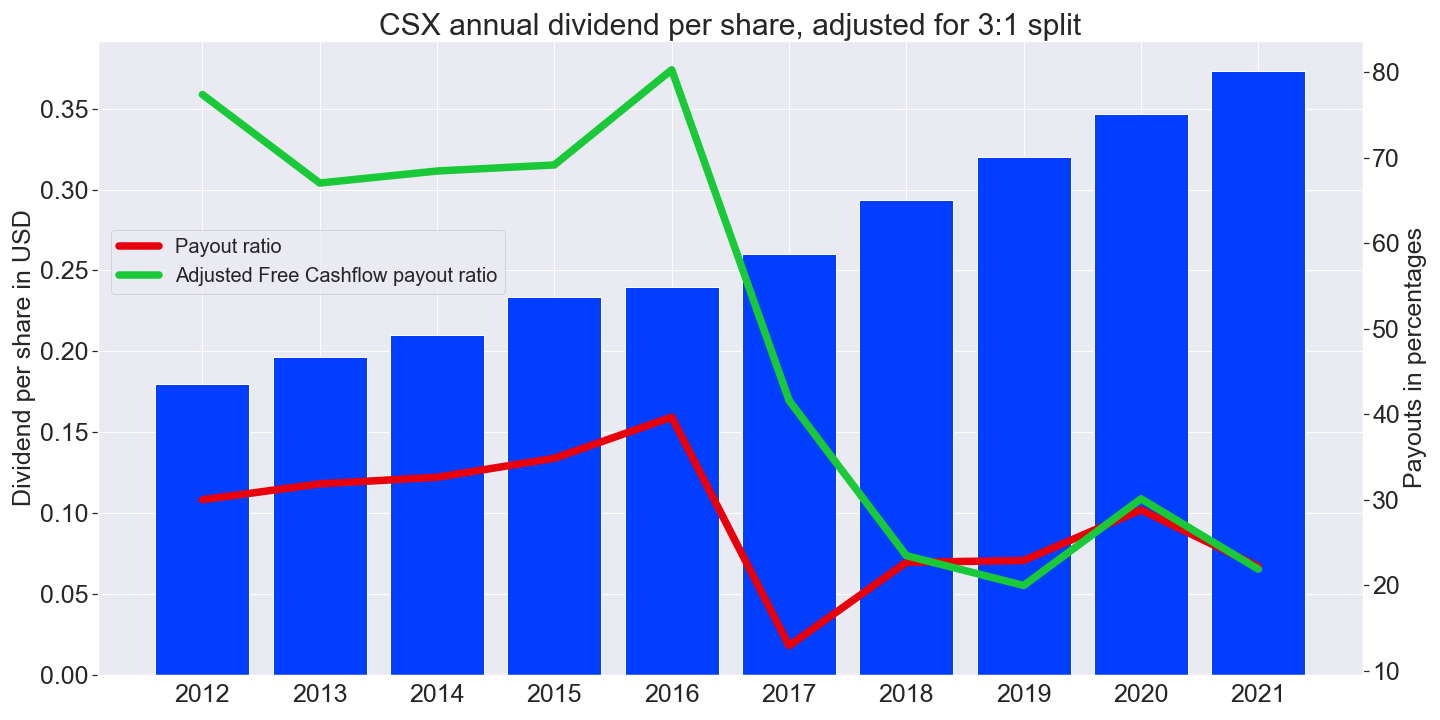 CSX annual dividend per share, adjusted for 3:1 split
Dividend per share in USD
0.35
0.30
0.25
0.20
0.15
0.10
0.05
0.00
Payout ratio
Adjusted Free Cashflow payout ratio
80
70
60
50
40
30
20
10
Payouts in percentages
2012 2013 2014 2015 2016 2017 2018 2019 2020 2021